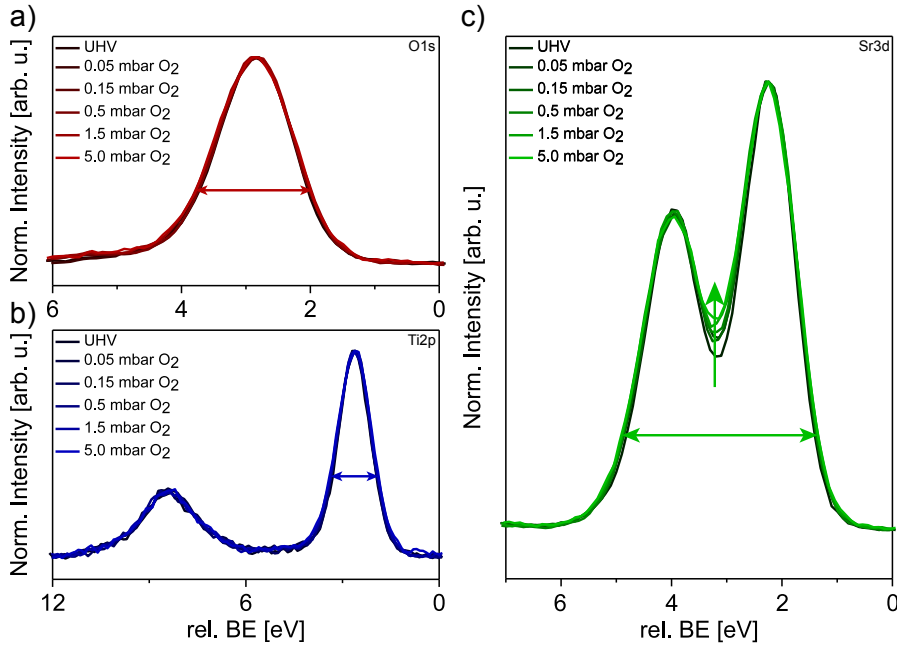 a)
O1s
UHV
0.05 mbar O2
0.15 mbar O2
0.5 mbar O2
1.5 mbar O2
5.0 mbar O2
Norm. Intensity [arb. u.]
6 4 2 0
b)
Ti2p
UHV
0.05 mbar O2
0.15 mbar O2
0.5 mbar O2
1.5 mbar O2
5.0 mbar O2
Norm. Intensity [arb. u.]
12 6 0
rel. BE [eV]
c)
Sr3d
UHV
0.05 mbar O2
0.15 mbar O2
0.5 mbar O2
1.5 mbar O2
5.0 mbar O2
Norm. Intensity [arb. u.]
6 4 2 0
rel. BE [eV]